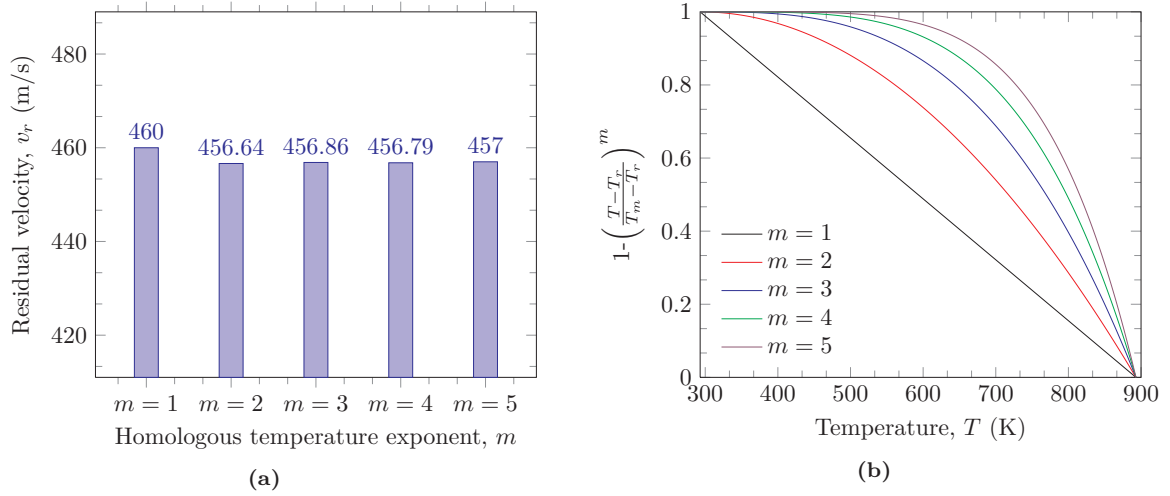 480
460
440
420
Residual velocity, v_r (m/s)
460
456.64
456.86
456.79
457
m = 1
m = 2
m = 3
m = 4
m = 5
Homologous temperature exponent, m
(a)
1
0.8
0.6
0.4
0.2
0
1-((T−T_r)/(T_m−T_r))^m
m = 1
m = 2
m = 3
m = 4
m = 5
300 400 500 600 700 800 900
Temperature, T (K)
(b)